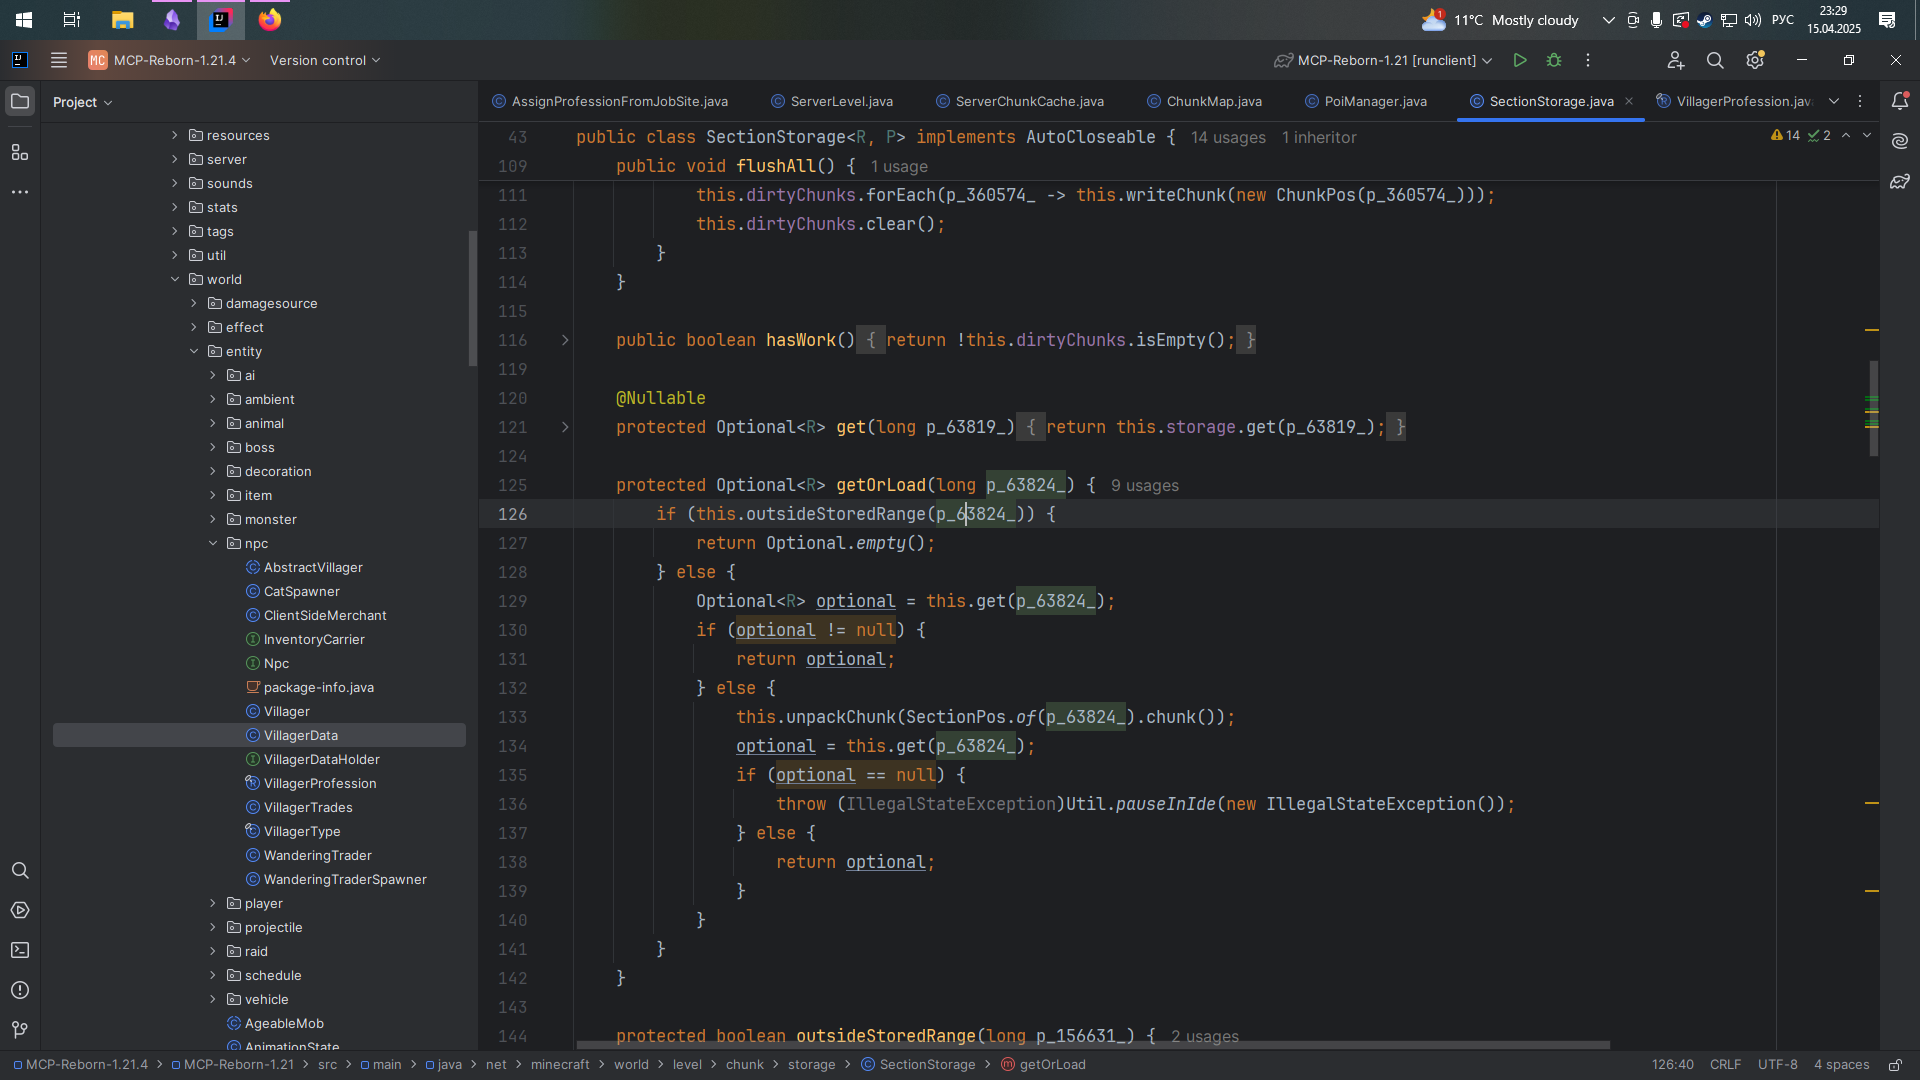 11°C Mostly cloudy
1
РУС
23:29
15.04.2025
MC MCP-Reborn-1.21.4
Version control
MCP-Reborn-1.21 [runclient]
Project
AssignProfessionFromJobSite.java
ServerLevel.java
ServerChunkCache.java
ChunkMap.java
PoiManager.java
SectionStorage.java
VillagerProfession.java
resources
server
sounds
stats
tags
util
world
damagesource
effect
entity
ai
ambient
animal
boss
decoration
item
monster
npc
AbstractVillager
CatSpawner
ClientSideMerchant
InventoryCarrier
Npc
package-info.java
Villager
VillagerData
VillagerDataHolder
VillagerProfession
VillagerTrades
VillagerType
WanderingTrader
WanderingTraderSpawner
player
projectile
raid
schedule
vehicle
AgeableMob
AnimationState
14 2
43 public class SectionStorage<R, P> implements AutoCloseable { 14 usages 1 inheritor
109 public void flushAll() { 1 usage
111 this.dirtyChunks.forEach(p_360574_ -> this.writeChunk(new ChunkPos(p_360574_)));
112 this.dirtyChunks.clear();
113 }
114 }
115
116 public boolean hasWork() { return !this.dirtyChunks.isEmpty(); }
119
120 @Nullable
121 protected Optional<R> get(long p_63819_) { return this.storage.get(p_63819_); }
124
125 protected Optional<R> getOrLoad(long p_63824_) { 9 usages
126 if (this.outsideStoredRange(p_63824_)) {
127 return Optional.empty();
128 } else {
129 Optional<R> optional = this.get(p_63824_);
130 if (optional != null) {
131 return optional;
132 } else {
133 this.unpackChunk(SectionPos.of(p_63824_).chunk());
134 optional = this.get(p_63824_);
135 if (optional == null) {
136 throw (IllegalStateException)Util.pauseInIde(new IllegalStateException());
137 } else {
138 return optional;
139 }
140 }
141 }
142 }
143
144 protected boolean outsideStoredRange(long p_156631_) { 2 usages
MCP-Reborn-1.21.4 > MCP-Reborn-1.21 > src > main > java > net > minecraft > world > level > chunk > storage > SectionStorage > getOrLoad
126:40 CRLF UTF-8 4 spaces